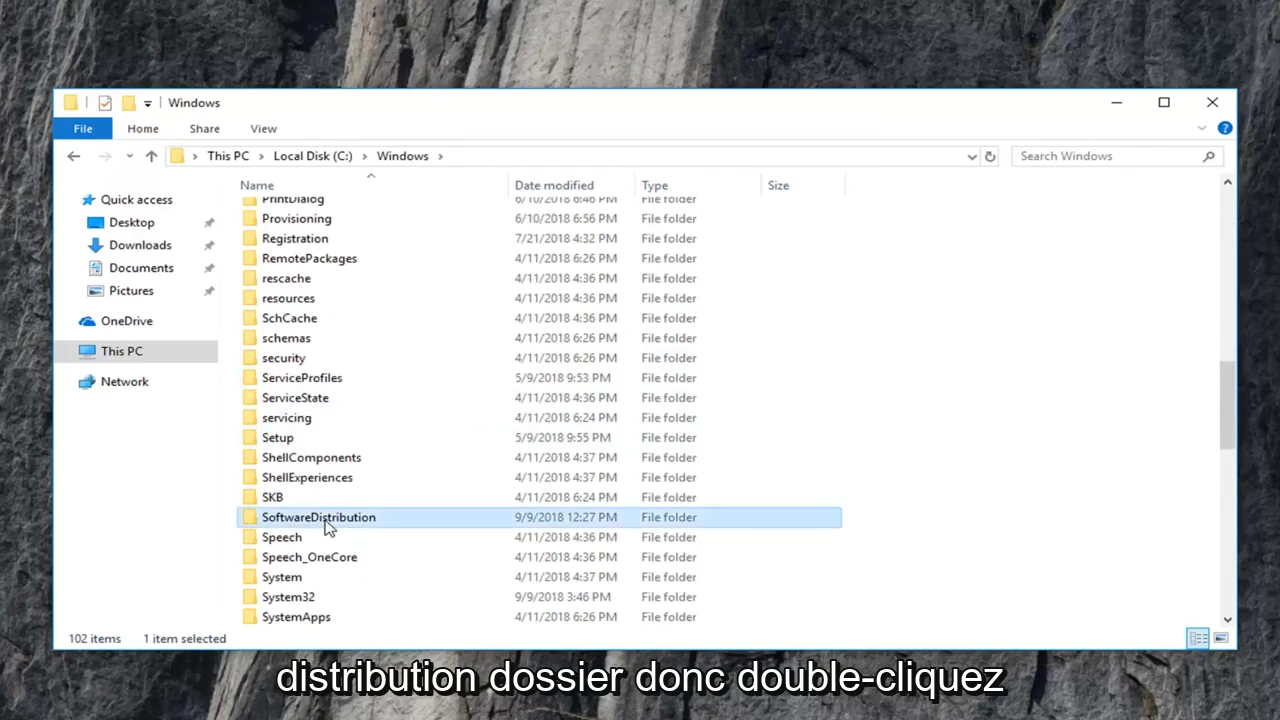 Windows
File Home Share View
This PC Local Disk (C:) Windows Search Windows
Name Date modified Type Size
Quick access
Desktop
Downloads
Documents
Pictures
OneDrive
This PC
Network
PrintDialog 6/10/2018 6:46 PM File folder
Provisioning 6/10/2018 6:56 PM File folder
Registration 7/21/2018 4:32 PM File folder
RemotePackages 4/11/2018 6:26 PM File folder
rescache 4/11/2018 4:36 PM File folder
resources 4/11/2018 4:36 PM File folder
SchCache 4/11/2018 4:36 PM File folder
schemas 4/11/2018 6:26 PM File folder
security 4/11/2018 6:26 PM File folder
ServiceProfiles 5/9/2018 9:53 PM File folder
ServiceState 4/11/2018 4:36 PM File folder
servicing 4/11/2018 6:24 PM File folder
Setup 5/9/2018 9:55 PM File folder
ShellComponents 4/11/2018 4:37 PM File folder
ShellExperiences 4/11/2018 4:37 PM File folder
SKB 4/11/2018 6:24 PM File folder
SoftwareDistribution 9/9/2018 12:27 PM File folder
Speech 4/11/2018 4:36 PM File folder
Speech_OneCore 4/11/2018 4:36 PM File folder
System 4/11/2018 4:37 PM File folder
System32 9/9/2018 3:46 PM File folder
SystemApps 4/11/2018 6:26 PM File folder
102 items 1 item selected
distribution dossier donc double-cliquez